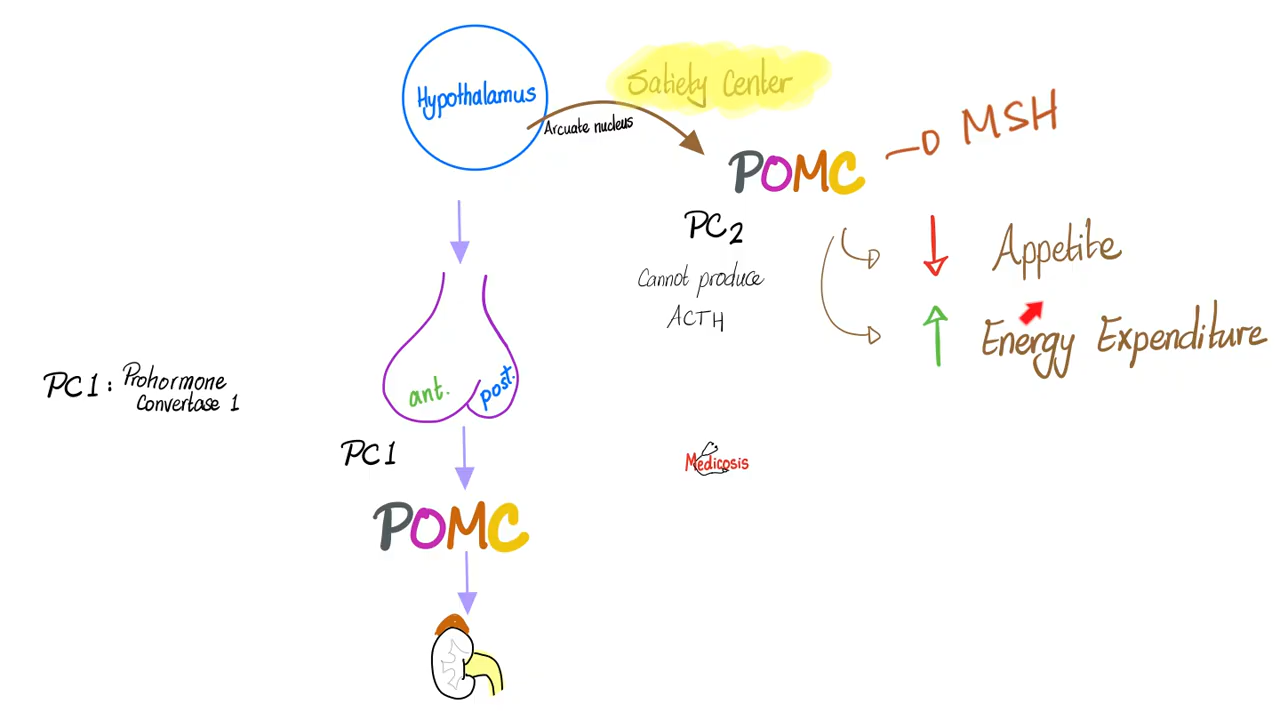 Hypothalamus
Satiety Center
Arcuate nucleus
POMC
MSH
PC2
Cannot produce
ACTH
Appetite
Energy Expenditure
ant.
post.
PC1: Prohormone
Convertase 1
PC1
POMC
Medicosis